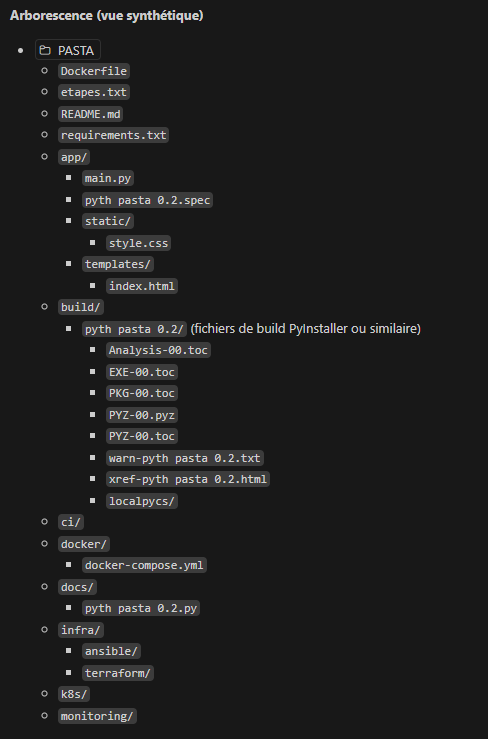 Arborescence (vue synthétique)
PASTA
Dockerfile
etapes.txt
README.md
requirements.txt
app/
main.py
pyth pasta 0.2.spec
static/
style.css
templates/
index.html
build/
pyth pasta 0.2/ (fichiers de build PyInstaller ou similaire)
Analysis-00.toc
EXE-00.toc
PKG-00.toc
PYZ-00.pyz
PYZ-00.toc
warn-pyth pasta 0.2.txt
xref-pyth pasta 0.2.html
localpycs/
ci/
docker/
docker-compose.yml
docs/
pyth pasta 0.2.py
infra/
ansible/
terraform/
k8s/
monitoring/